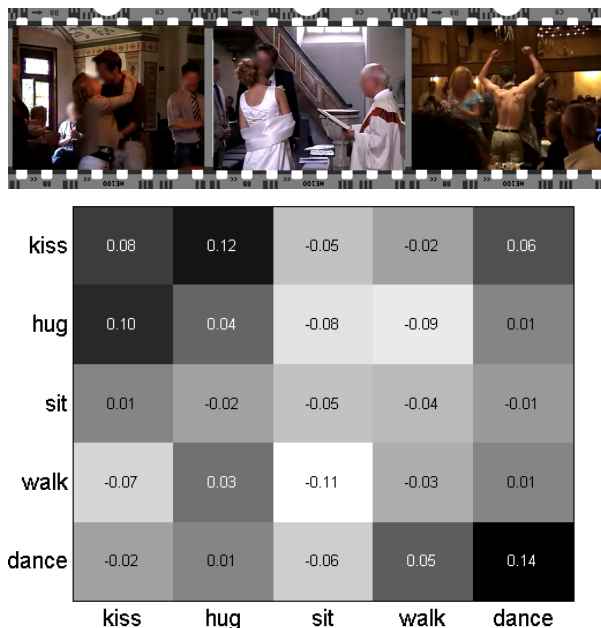 kiss 0.08 0.12 -0.05 -0.02 0.06
hug 0.10 0.04 -0.08 -0.09 0.01
sit 0.01 -0.02 -0.05 -0.04 -0.01
walk -0.07 0.03 -0.11 -0.03 0.01
dance -0.02 0.01 -0.06 0.05 0.14
kiss hug sit walk dance